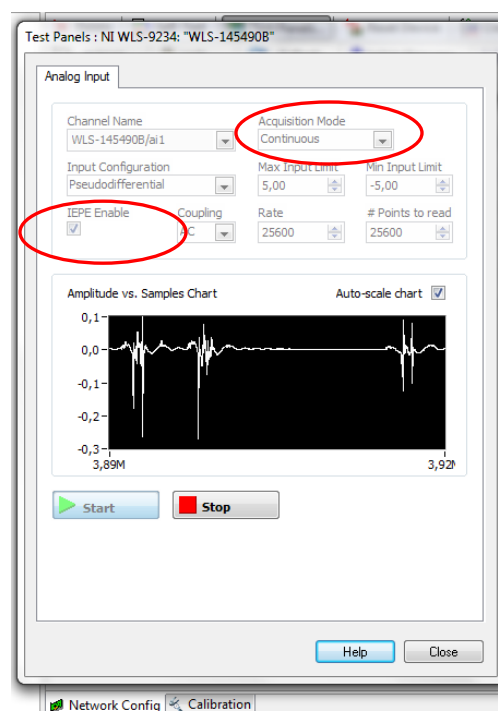 Test Panels : NI WLS-9234: "WLS-145490B"
Analog Input
Channel Name Acquisition Mode
WLS-145490B/ai1 Continuous
Input Configuration Max Input Limit Min Input Limit
Pseudodifferential 5,00 -5,00
IEPE Enable Coupling Rate # Points to read
AC 25600 25600
Amplitude vs. Samples Chart Auto-scale chart
0,1-
0,0-
-0,1-
-0,2-
-0,3-
3,89M 3,92
Start Stop
Help Close
Network Config Calibration